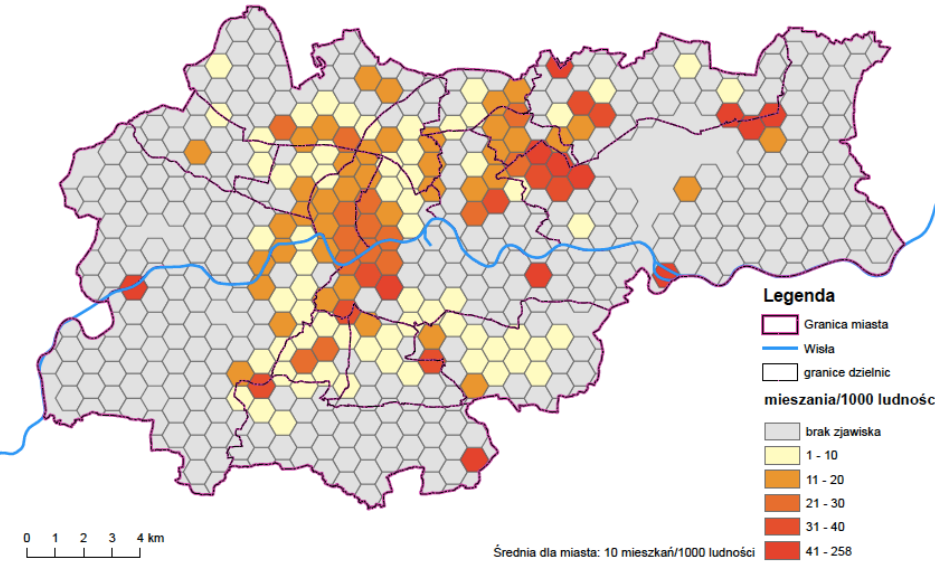 Legenda
Granica miasta
Wisła
granice dzielnic
mieszania/1000 ludnośc
brak zjawiska
1 - 10
11 - 20
21 - 30
31 - 40
41 - 258
0 1 2 3 4 km
Średnia dla miasta: 10 mieszkań/1000 ludności